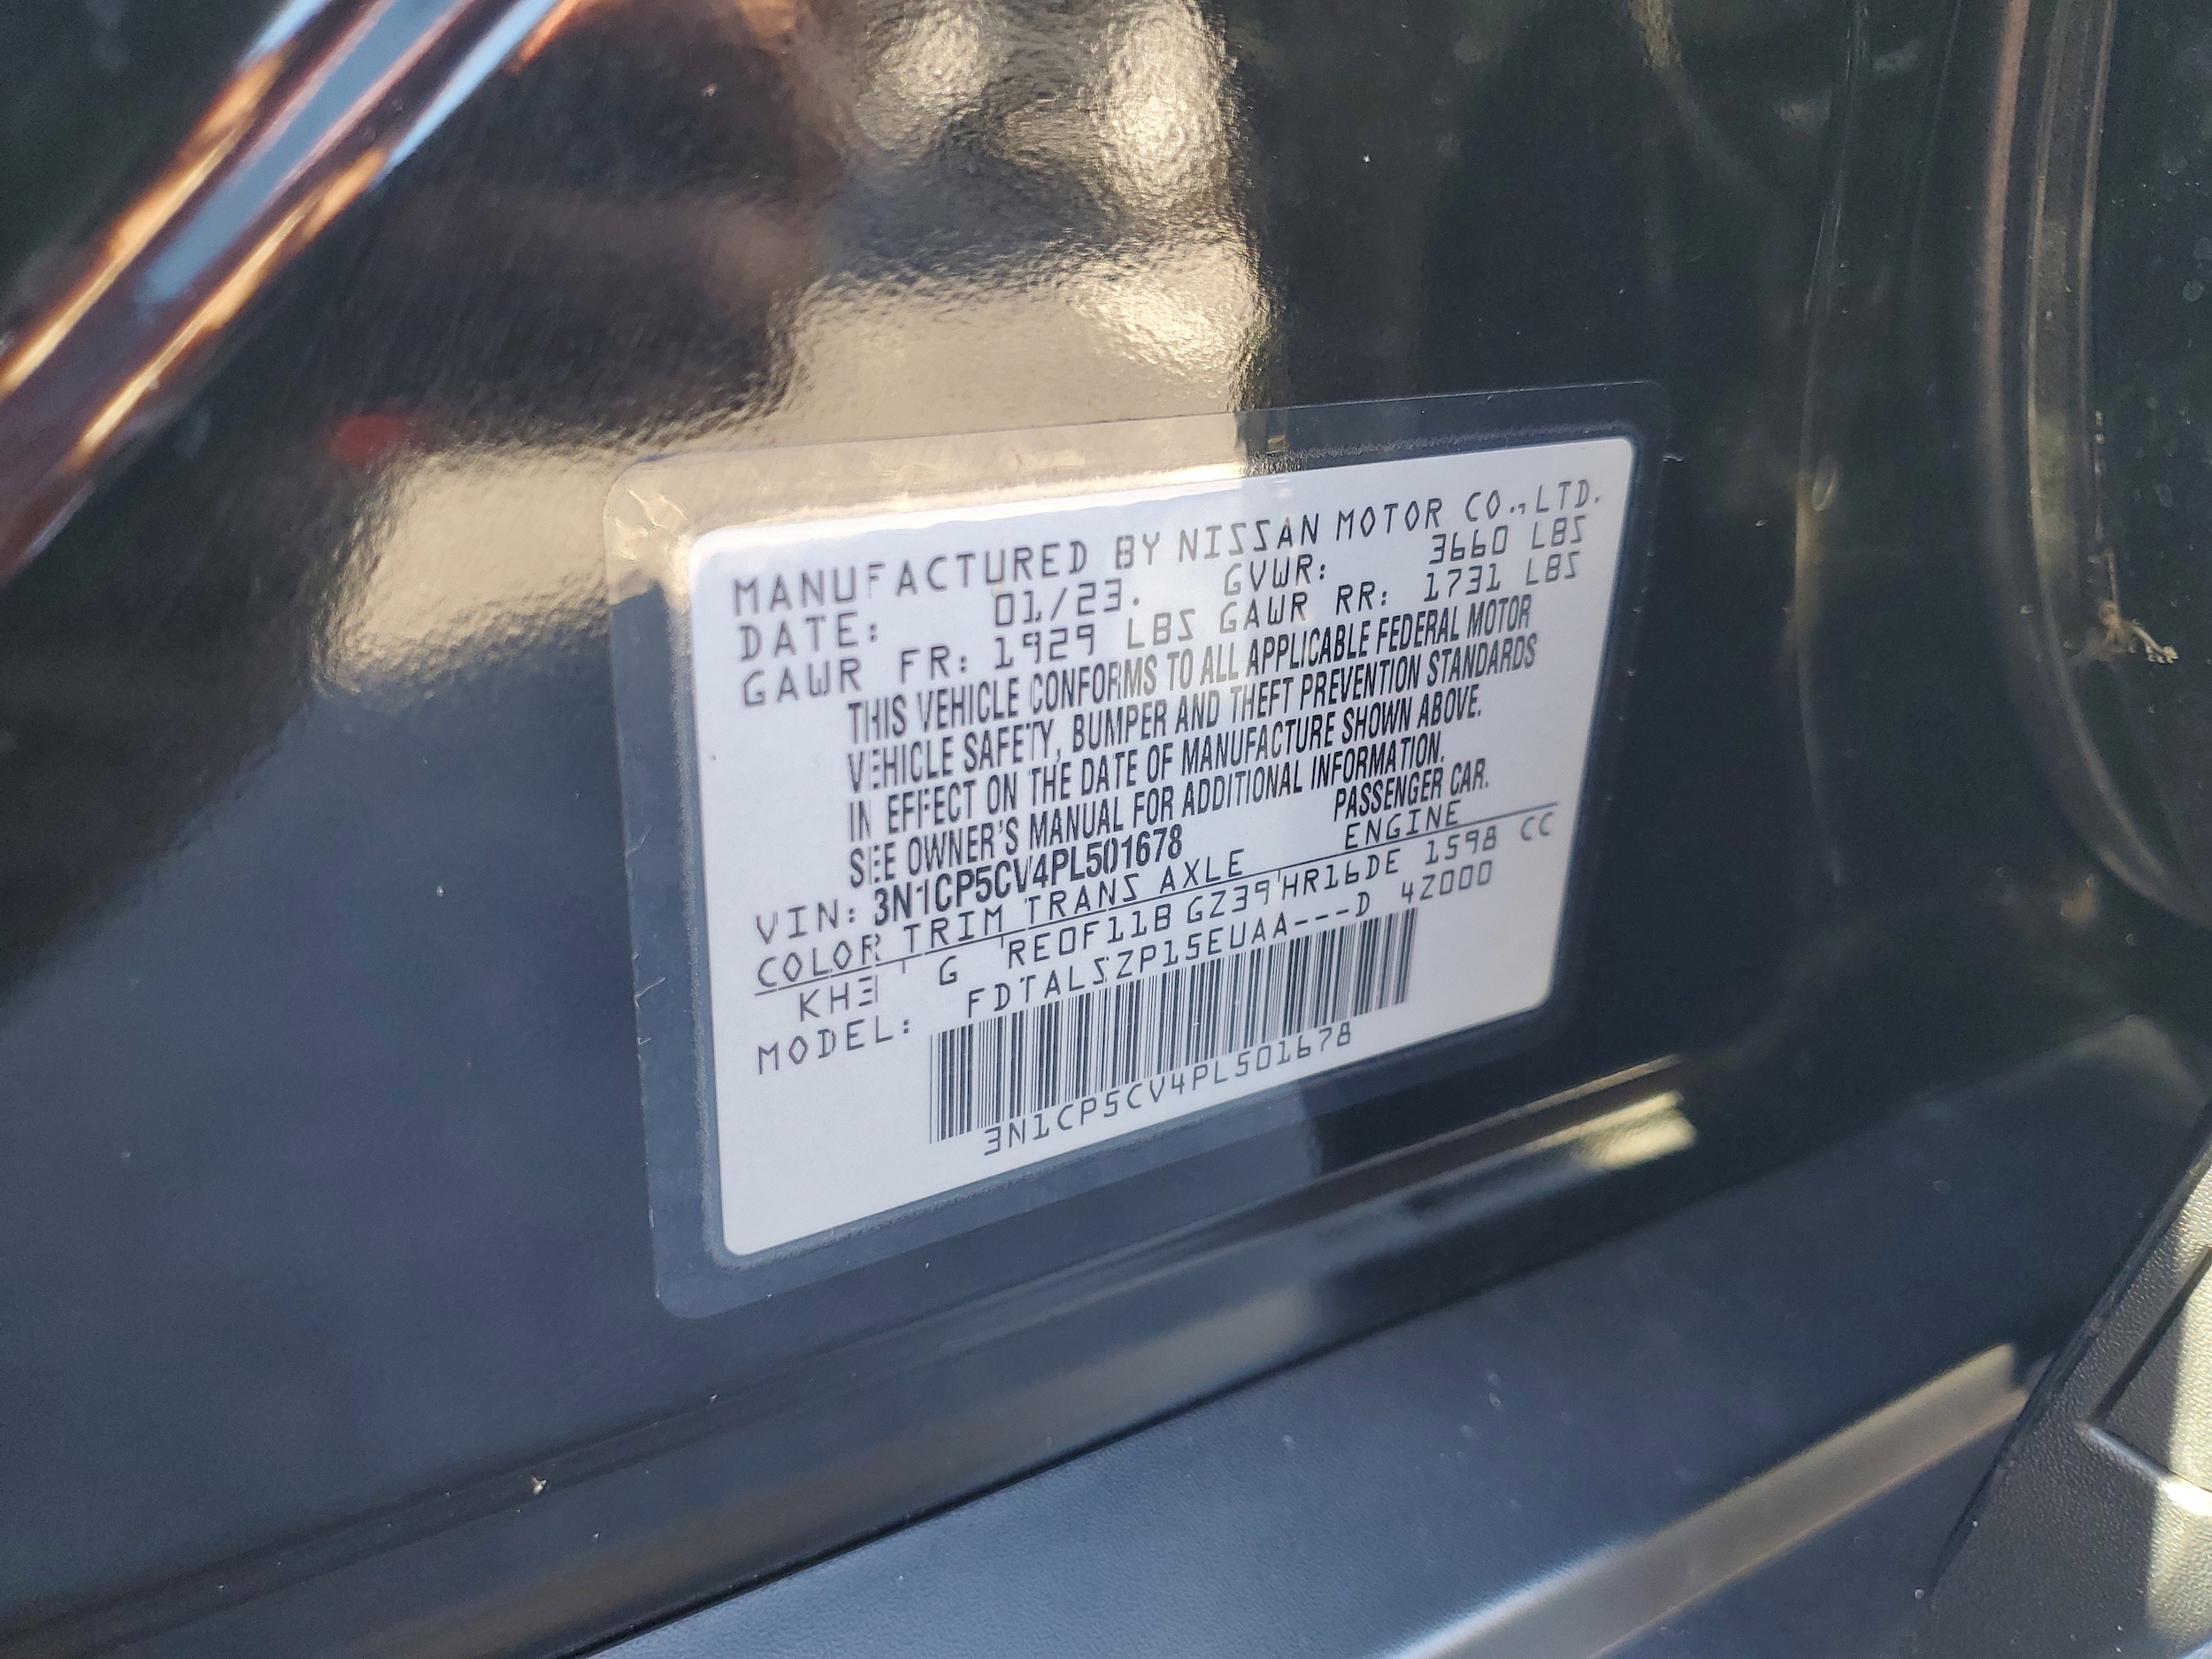 MANUFACTURED BY NISSAN MOTOR CO.,LTD.
DATE: 01/23. GVWR: 3660 LBS
GAWR FR: 1929 LBS GAWR RR: 1731 LBS
THIS VEHICLE CONFORMS TO ALL APPLICABLE FEDERAL MOTOR
VEHICLE SAFETY, BUMPER AND THEFT PREVENTION STANDARDS
IN EFFECT ON THE DATE OF MANUFACTURE SHOWN ABOVE.
SEE OWNER'S MANUAL FOR ADDITIONAL INFORMATION.
VIN: 3N1CP5CV4PL501678 PASSENGER CAR.
COLOR TRIM TRANS AXLE ENGINE
KH3 G RE0F11B GZ39 HR16DE 1598 CC
MODEL: FDTALSZP15EUAA---D 4Z000
3N1CP5CV4PL501678